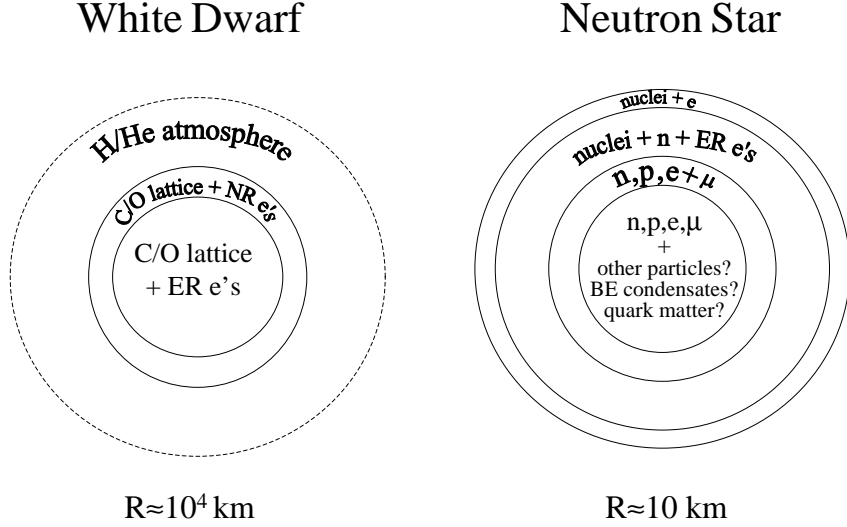 White Dwarf
H/He atmosphere
C/O lattice + NR e's
C/O lattice
+ ER e's
R≈10⁴ km
Neutron Star
nuclei + e
nuclei + n + ER e's
n,p,e+μ
n,p,e,μ
+
other particles?
BE condensates?
quark matter?
R≈10 km